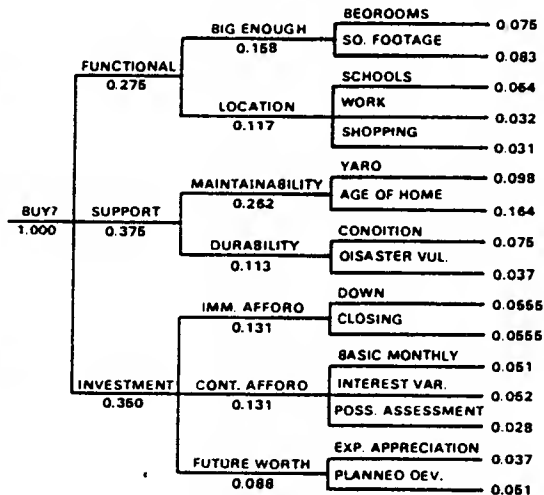 BEOROOMS
0.075
BIG ENOUGH
0.158
SO. FOOTAGE
0.083
FUNCTIONAL
0.275
SCHOOLS
0.054
LOCATION
0.117
WORK
0.032
SHOPPING
0.031
BUY?
1.000
SUPPORT
0.375
MAINTAINABILITY
0.262
YARO
0.098
AGE OF HOME
0.164
DURABILITY
0.113
CONDITION
0.075
OISASTER VUL.
0.037
INVESTMENT
0.350
IMM. AFFORO
0.131
DOWN
0.0555
CLOSING
0.0555
CONT. AFFORO
0.131
BASIC MONTHLY
0.051
INTEREST VAR.
0.052
POSS. ASSESSMENT
0.028
FUTURE WORTH
0.088
EXP. APPRECIATION
0.037
PLANNEO OEV.
0.051